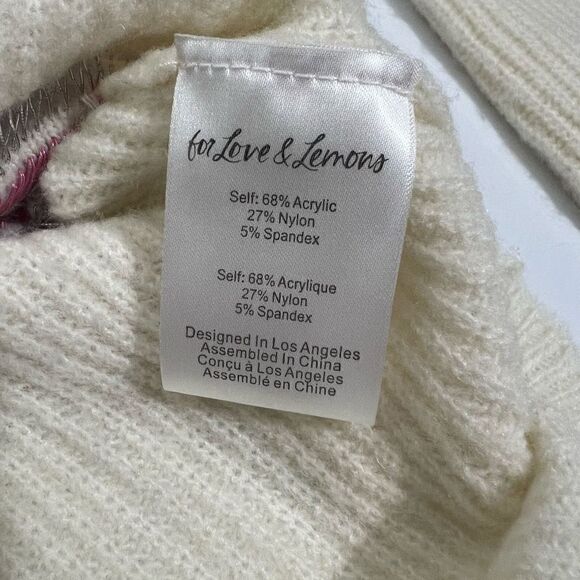 for Love & Lemons
Self: 68% Acrylic
27% Nylon
5% Spandex
Self: 68% Acrylique
27% Nylon
5% Spandex
Designed In Los Angeles
Assembled In China
Conçu à Los Angeles
Assemblé en Chine